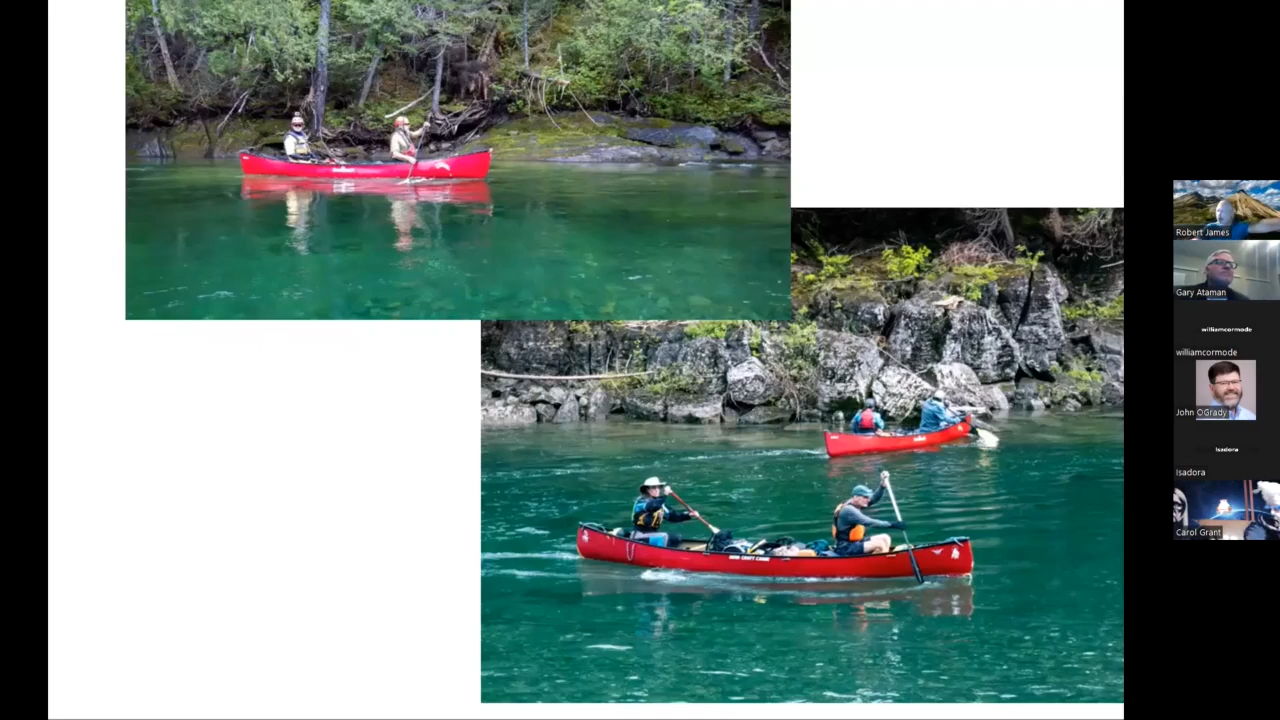 Robert James
Gary Ataman
williamcormode
williamcormode
John OGrady
Isadora
Isadora
Carol Grant